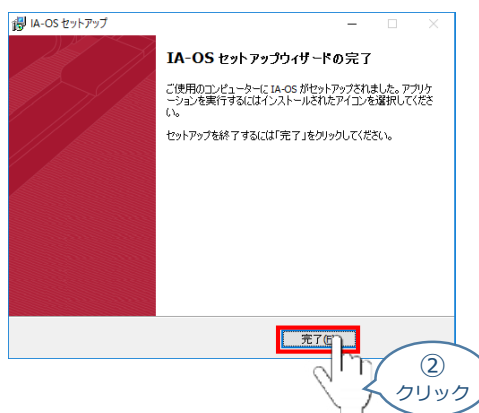 IA-OS セットアップ
IA-OS セットアップウィザードの完了
ご使用のコンピューターに IA-OS がセットアップされました。アプリケ
ーションを実行するにはインストールされたアイコンを選択してくださ
い。
セットアップを終了するには「完了」をクリックしてください。
完了(F)
②
クリック